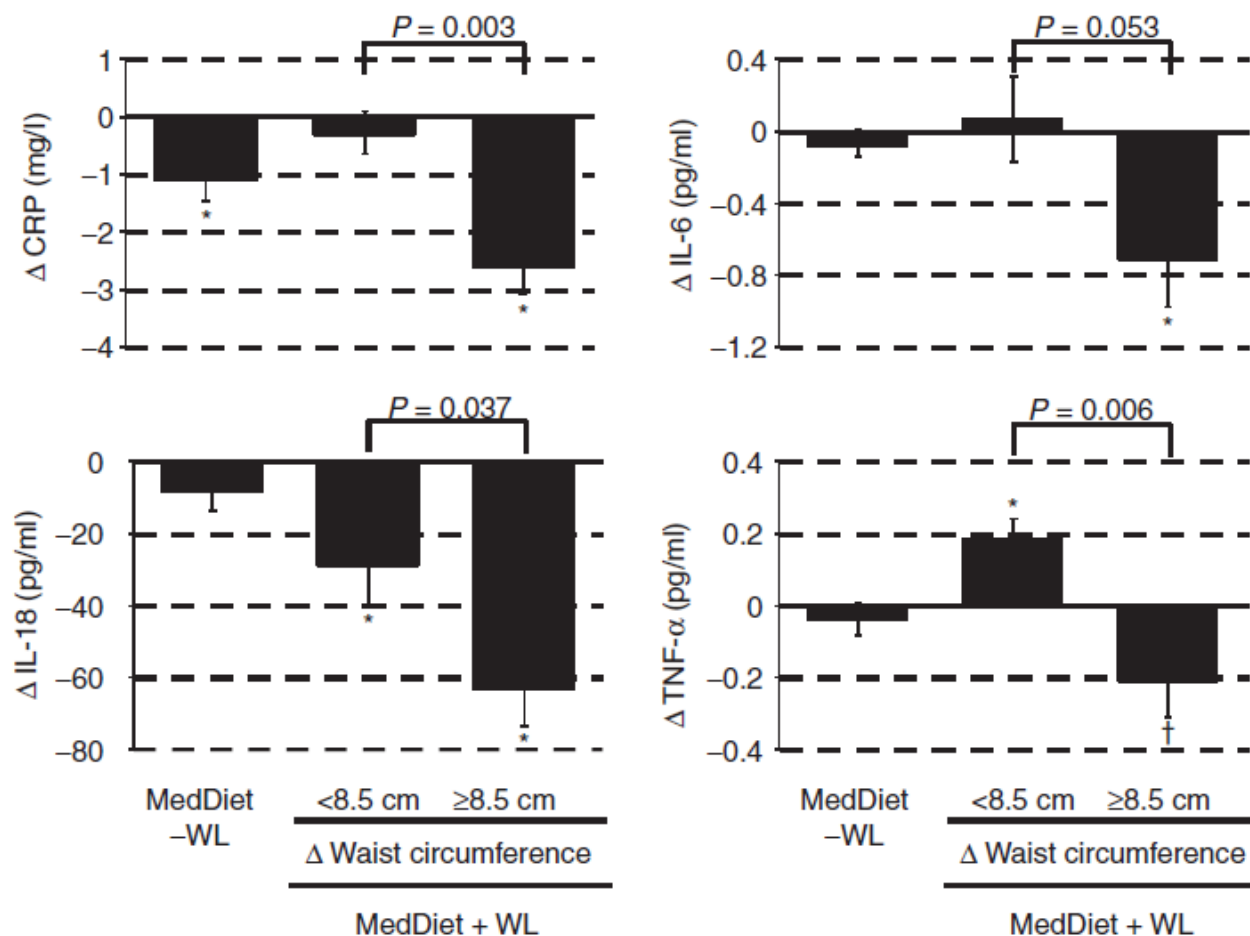 P = 0.003
1
0
−1
−2
−3
−4
Δ CRP (mg/l)
*
*
P = 0.053
0.4
0
−0.4
−0.8
−1.2
Δ IL-6 (pg/ml)
*
P = 0.037
0
−20
−40
−60
−80
Δ IL-18 (pg/ml)
*
*
MedDiet
−WL
<8.5 cm
≥8.5 cm
Δ Waist circumference
MedDiet + WL
P = 0.006
0.4
0.2
0
−0.2
−0.4
Δ TNF-α (pg/ml)
*
†
MedDiet
−WL
<8.5 cm
≥8.5 cm
Δ Waist circumference
MedDiet + WL